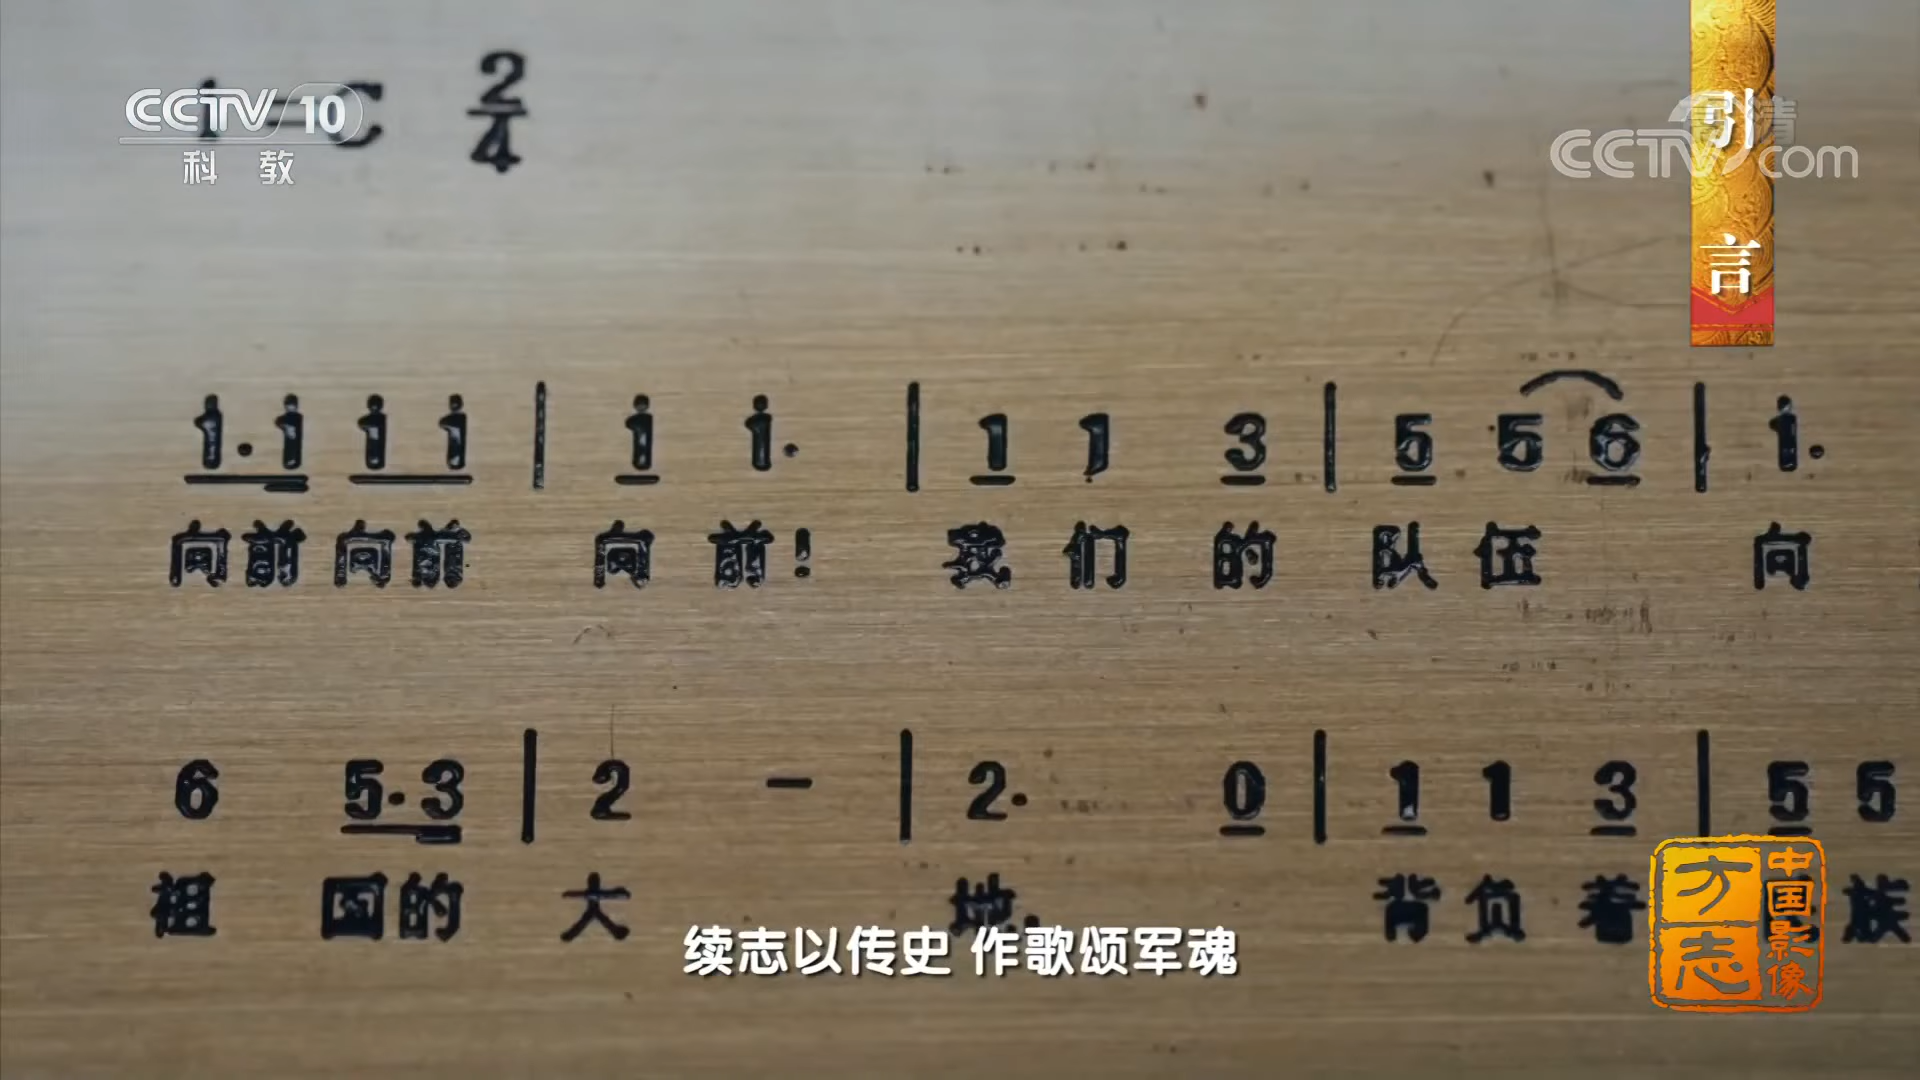 CCTV 10
科教
1=C 2/4
引言
高清
CCTV.com
1̇.1̇ 1̇1̇ | 1̇ 1̇. | 1 1 3 | 5 5 6 | 1̇.
向前向前 向前! 我们的队伍 向
6 5.3 | 2 - | 2. 0 | 1 1 3 | 5 5
祖国的大地. 背负着 族
续志以传史 作歌颂军魂
中国影像
方志